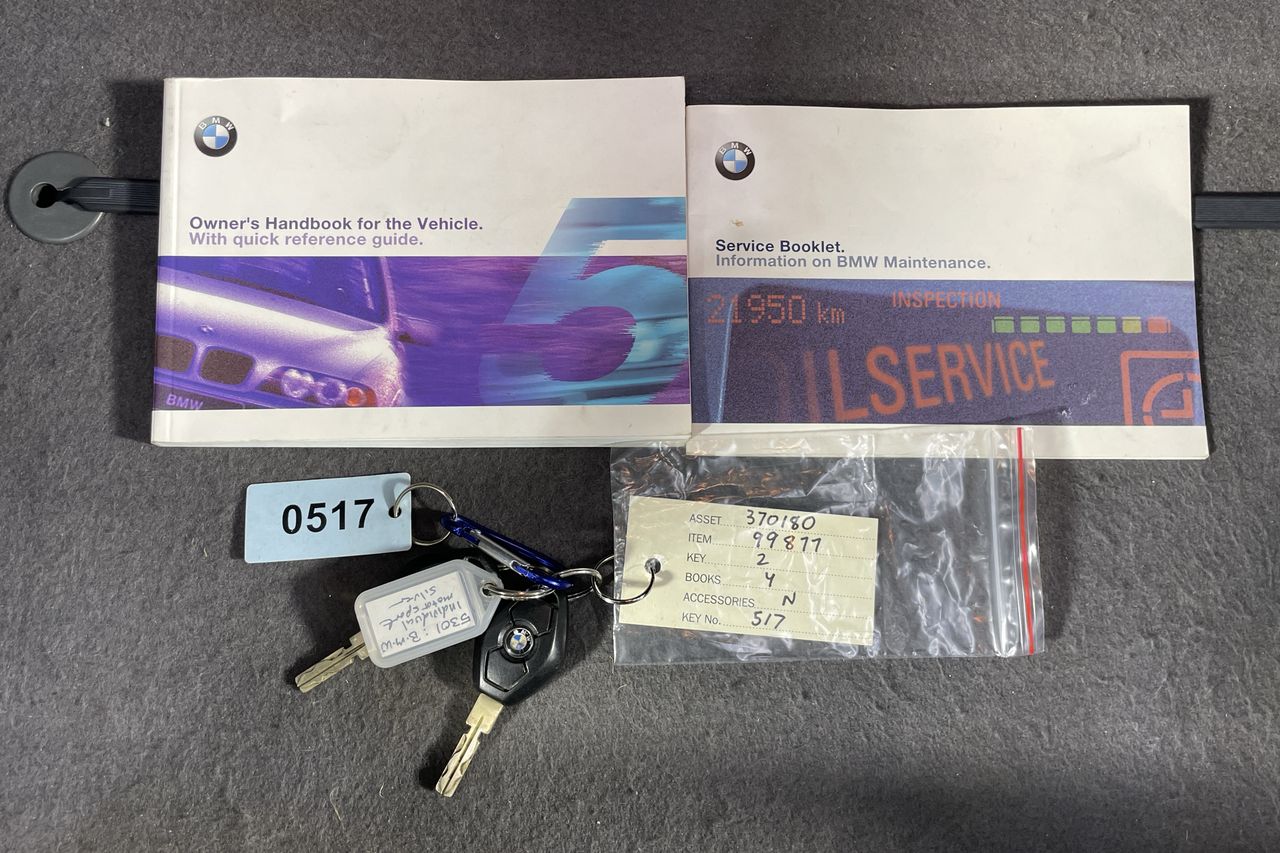 BMW
Owner's Handbook for the Vehicle.
With quick reference guide.
5
BMW
BMW
Service Booklet.
Information on BMW Maintenance.
21950 km
INSPECTION
LSERVICE
0517
530I : B.M.W
Individual
motorsport
silver
ASSET 370180
ITEM 99877
KEY 2
BOOKS 4
ACCESSORIES N
KEY No. 517